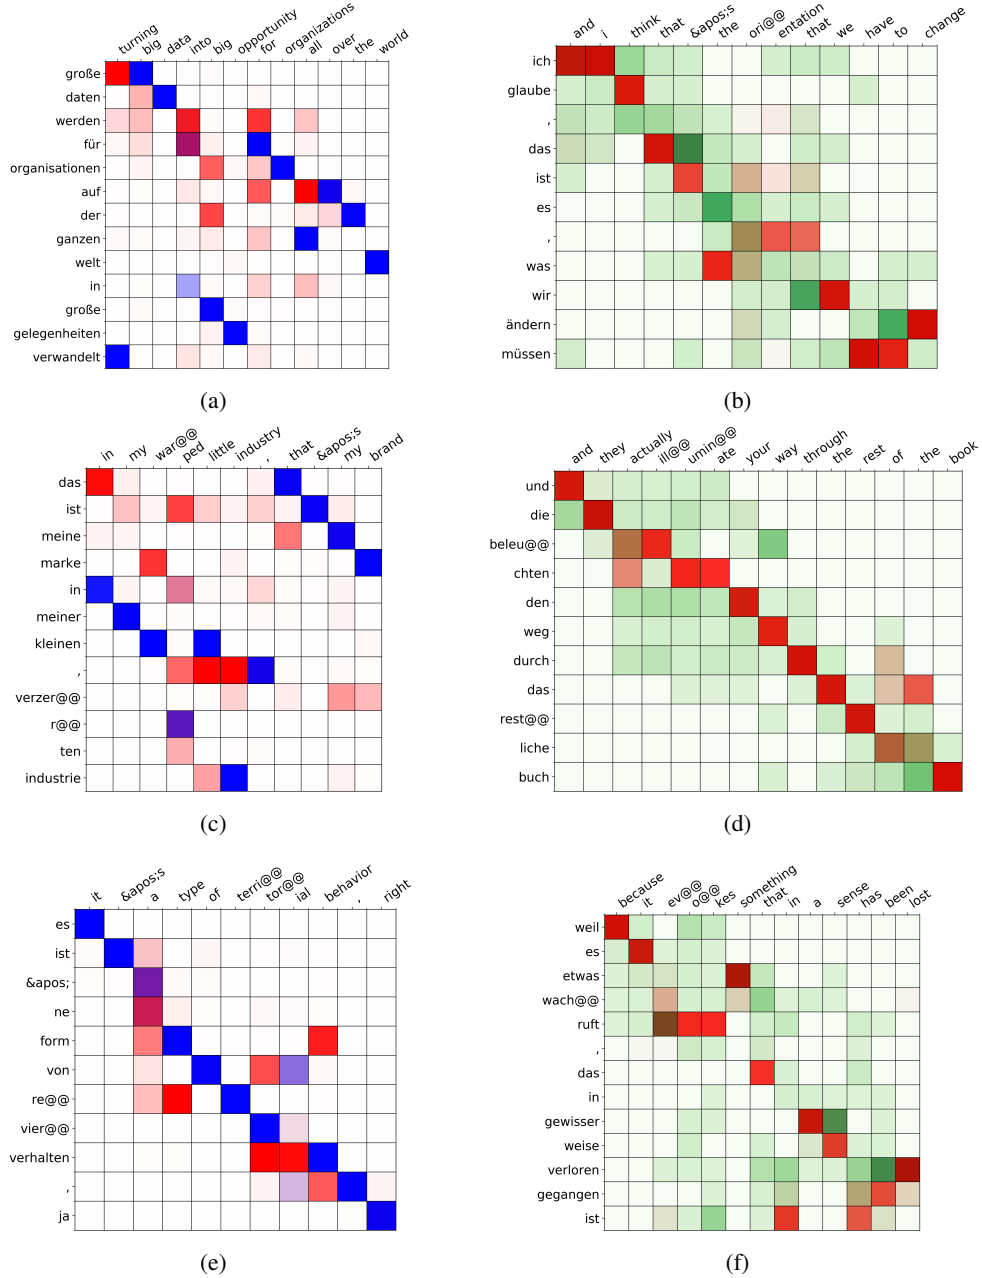 turning big data into big opportunity for organizations all over the world
große
daten
werden
für
organisationen
auf
der
ganzen
welt
in
große
gelegenheiten
verwandelt
(a)
and i think that &apos;s the ori@@ entation that we have to change
ich
glaube
,
das
ist
es
,
was
wir
ändern
müssen
(b)
in my war@@ ped little industry , that &apos;s my brand
das
ist
meine
marke
in
meiner
kleinen
,
verzer@@
r@@
ten
industrie
(c)
and they actually ill@@ umin@@ ate your way through the rest of the book
und
die
beleu@@
chten
den
weg
durch
das
rest@@
liche
buch
(d)
it &apos;s a type of terri@@ tor@@ ial behavior , right
es
ist
&apos;
ne
form
von
re@@
vier@@
verhalten
,
ja
(e)
because it ev@@ o@@ kes something that in a sense has been lost
weil
es
etwas
wach@@
ruft
,
das
in
gewisser
weise
verloren
gegangen
ist
(f)